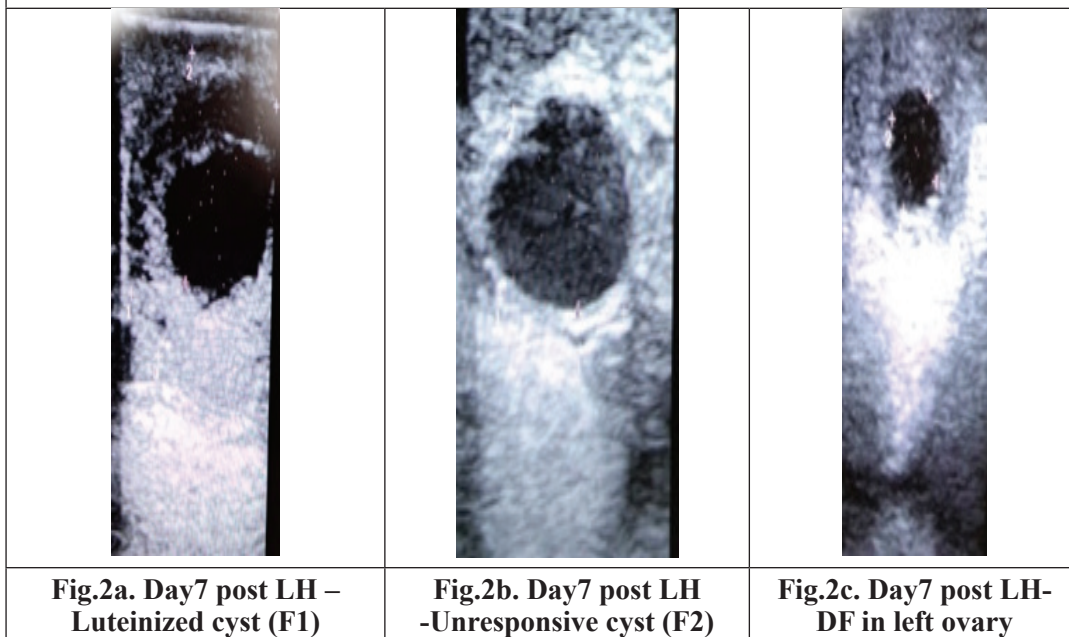 Fig.2a. Day7 post LH –
Luteinized cyst (F1)
Fig.2b. Day7 post LH
-Unresponsive cyst (F2)
Fig.2c. Day7 post LH-
DF in left ovary